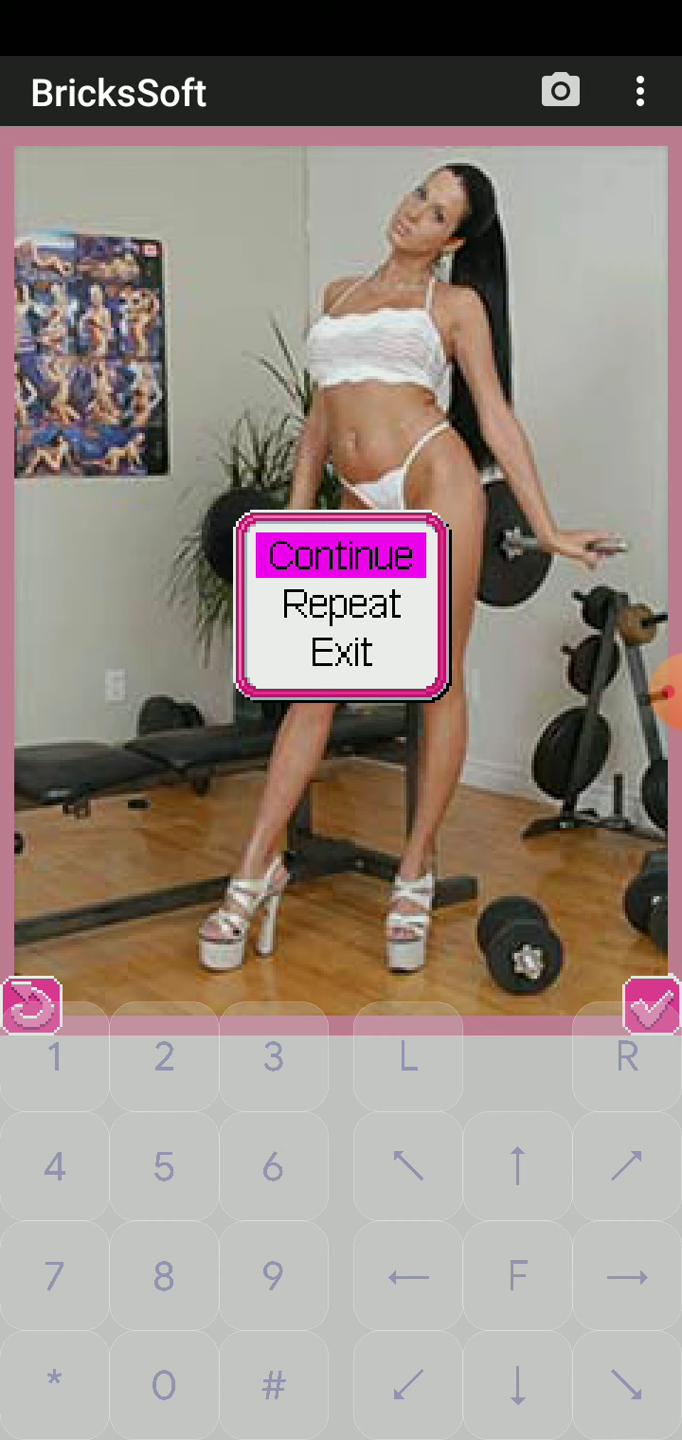 BricksSoft
Continue
Repeat
Exit
1 2 3 L R
4 5 6 ↖ ↑ ↗
7 8 9 ← F →
* 0 # ↙ ↓ ↘